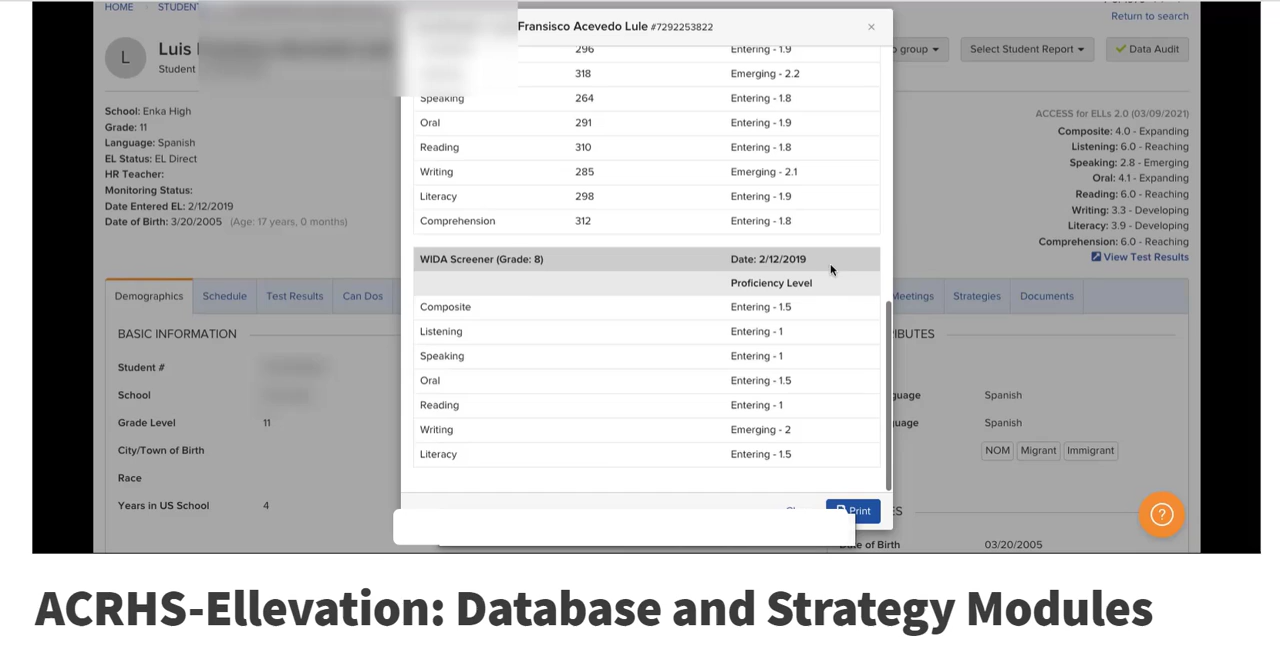 HOME STUDENT
Return to search
Fransisco Acevedo Lule #7292253822 ×
L
Luis
Student
group Select Student Report Data Audit
School: Enka High
Grade: 11
Language: Spanish
EL Status: EL Direct
HR Teacher:
Monitoring Status:
Date Entered EL: 2/12/2019
Date of Birth: 3/20/2005 (Age: 17 years, 0 months)
296 Entering - 1.9
318 Emerging - 2.2
Speaking 264 Entering - 1.8
Oral 291 Entering - 1.9
Reading 310 Entering - 1.8
Writing 285 Emerging - 2.1
Literacy 298 Entering - 1.9
Comprehension 312 Entering - 1.8
WIDA Screener (Grade: 8) Date: 2/12/2019
Proficiency Level
Composite Entering - 1.5
Listening Entering - 1
Speaking Entering - 1
Oral Entering - 1.5
Reading Entering - 1
Writing Emerging - 2
Literacy Entering - 1.5
Print
ACCESS for ELLs 2.0 (03/09/2021)
Composite: 4.0 - Expanding
Listening: 6.0 - Reaching
Speaking: 2.8 - Emerging
Oral: 4.1 - Expanding
Reading: 6.0 - Reaching
Writing: 3.3 - Developing
Literacy: 3.9 - Developing
Comprehension: 6.0 - Reaching
View Test Results
Demographics Schedule Test Results Can Dos Meetings Strategies Documents
BASIC INFORMATION
Student #
School
Grade Level 11
City/Town of Birth
Race
Years in US School 4
Spanish
Spanish
NOM Migrant Immigrant
of Birth 03/20/2005
?
ACRHS-Ellevation: Database and Strategy Modules